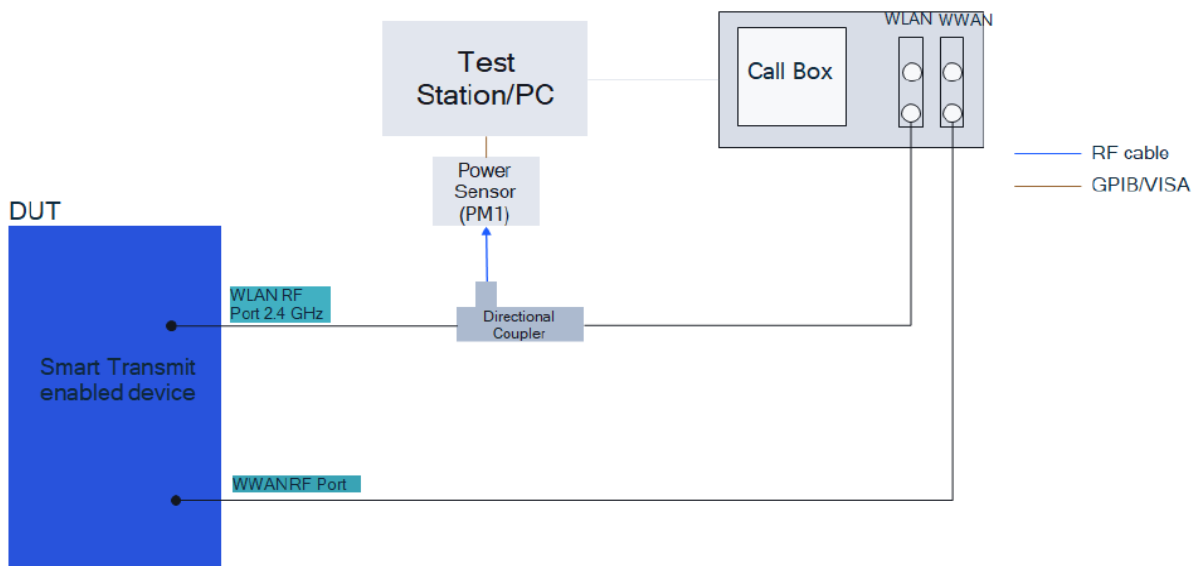 WLAN WWAN
Test
Station/PC
Call Box
RF cable
GPIB/VISA
Power
Sensor
(PM1)
DUT
WLAN RF
Port 2.4 GHz
Directional
Coupler
Smart Transmit
enabled device
WWANRF Port